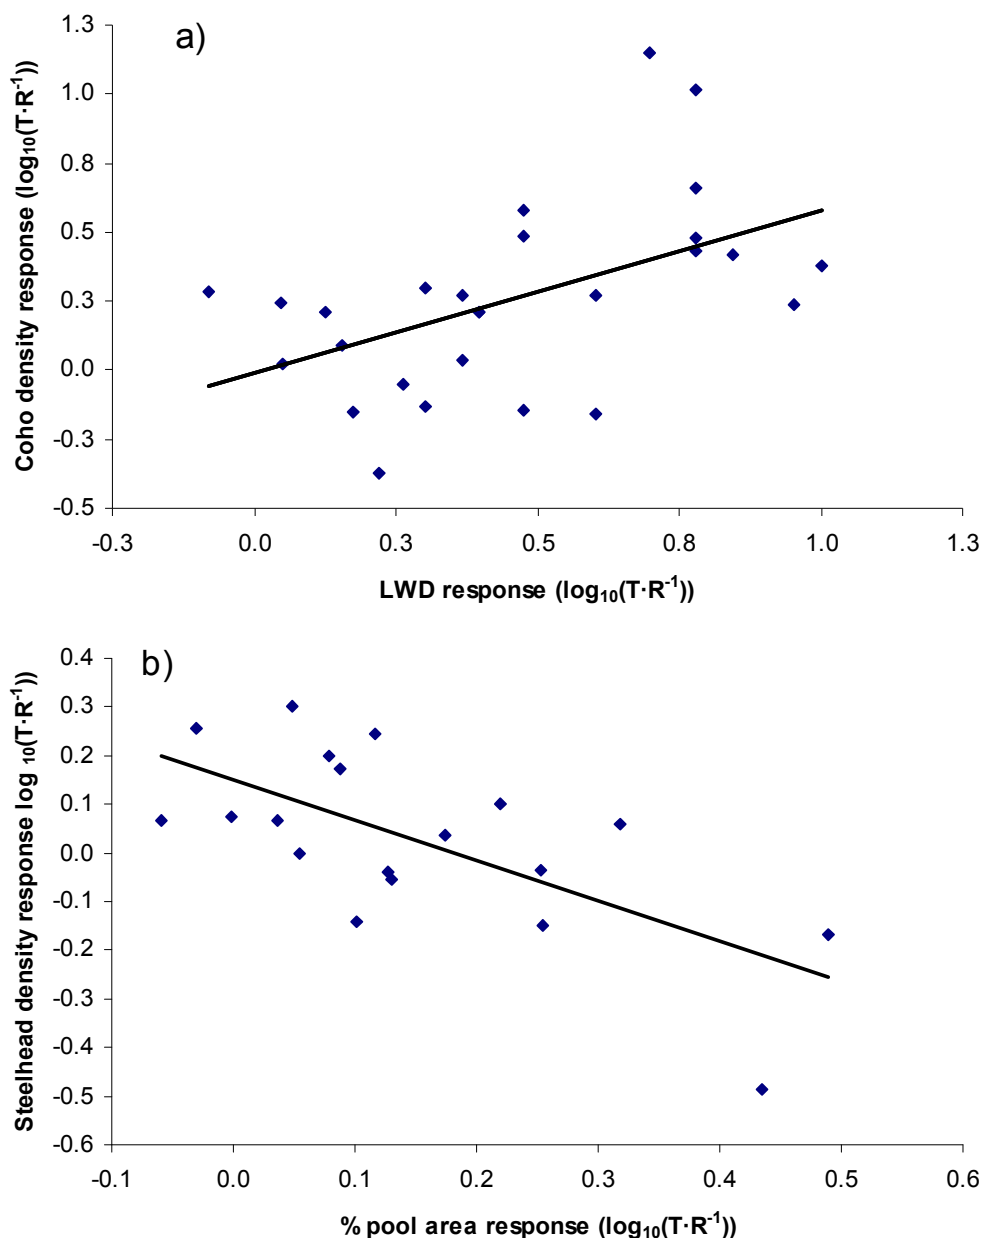 a)
1.3
1.0
0.8
0.5
0.3
0.0
-0.3
-0.5
Coho density response (log₁₀(T·R⁻¹))
-0.3 0.0 0.3 0.5 0.8 1.0 1.3
LWD response (log₁₀(T·R⁻¹))
b)
0.4
0.3
0.2
0.1
0.0
-0.1
-0.2
-0.3
-0.4
-0.5
-0.6
Steelhead density response log ₁₀(T·R⁻¹))
-0.1 0.0 0.1 0.2 0.3 0.4 0.5 0.6
% pool area response (log₁₀(T·R⁻¹))